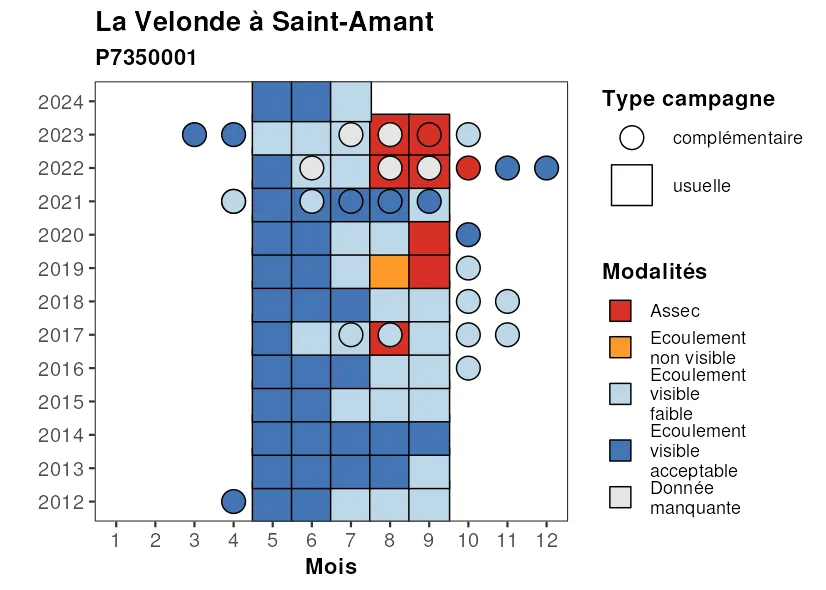 La Velonde à Saint-Amant
P7350001
2024
2023
2022
2021
2020
2019
2018
2017
2016
2015
2014
2013
2012
1 2 3 4 5 6 7 8 9 10 11 12
Mois
Type campagne
complémentaire
usuelle
Modalités
Assec
Ecoulement
non visible
Ecoulement
visible
faible
Ecoulement
visible
acceptable
Donnée
manquante